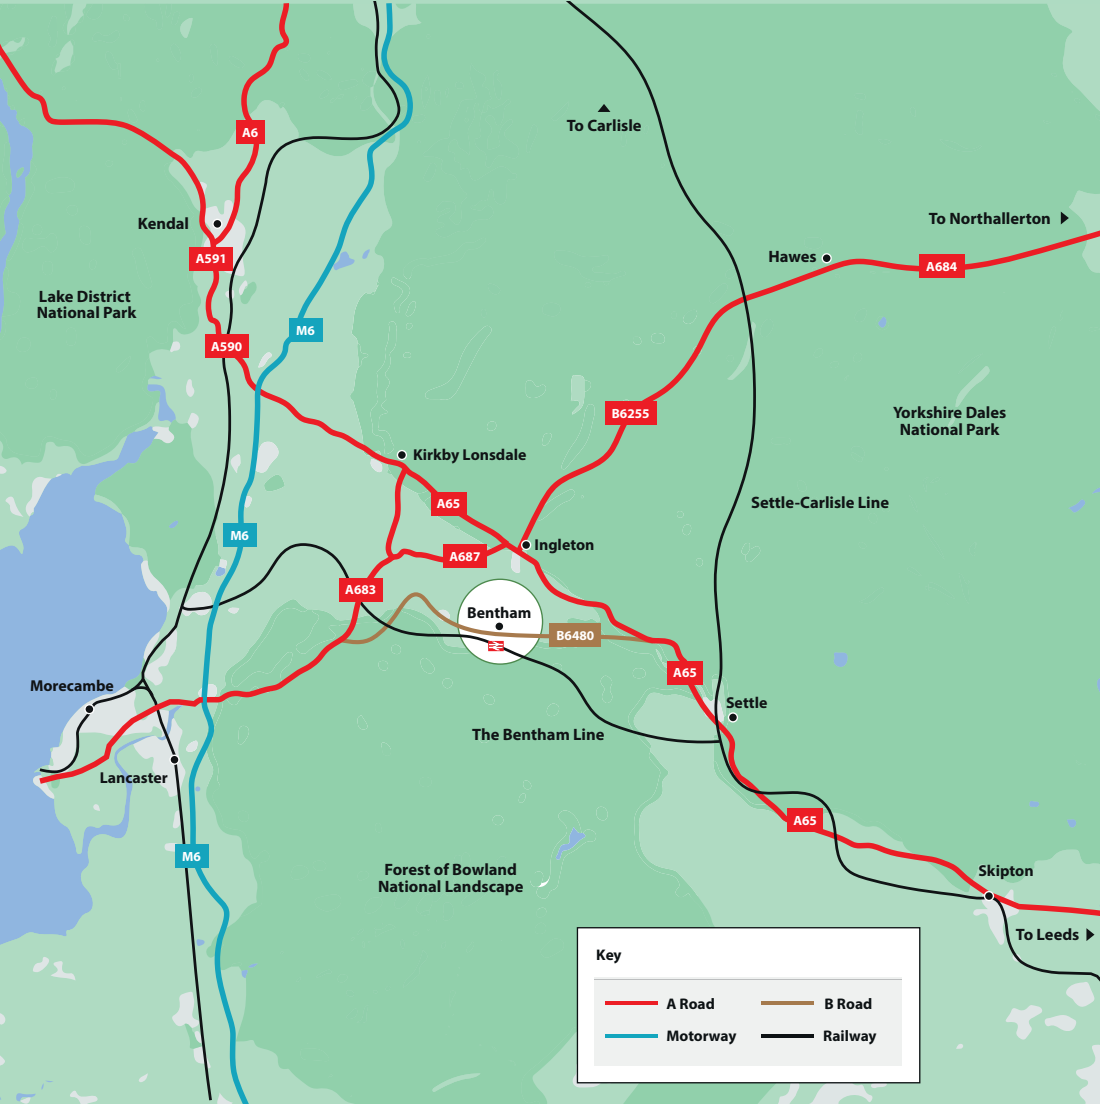 A6
To Carlisle
Kendal
To Northallerton
A591
Hawes
A684
Lake District
National Park
M6
A590
B6255
Yorkshire Dales
National Park
Kirkby Lonsdale
A65
Settle-Carlisle Line
M6
Ingleton
A687
A683
Bentham
B6480
A65
Morecambe
Settle
The Bentham Line
Lancaster
A65
M6
Forest of Bowland
National Landscape
Skipton
To Leeds
Key
A Road
B Road
Motorway
Railway